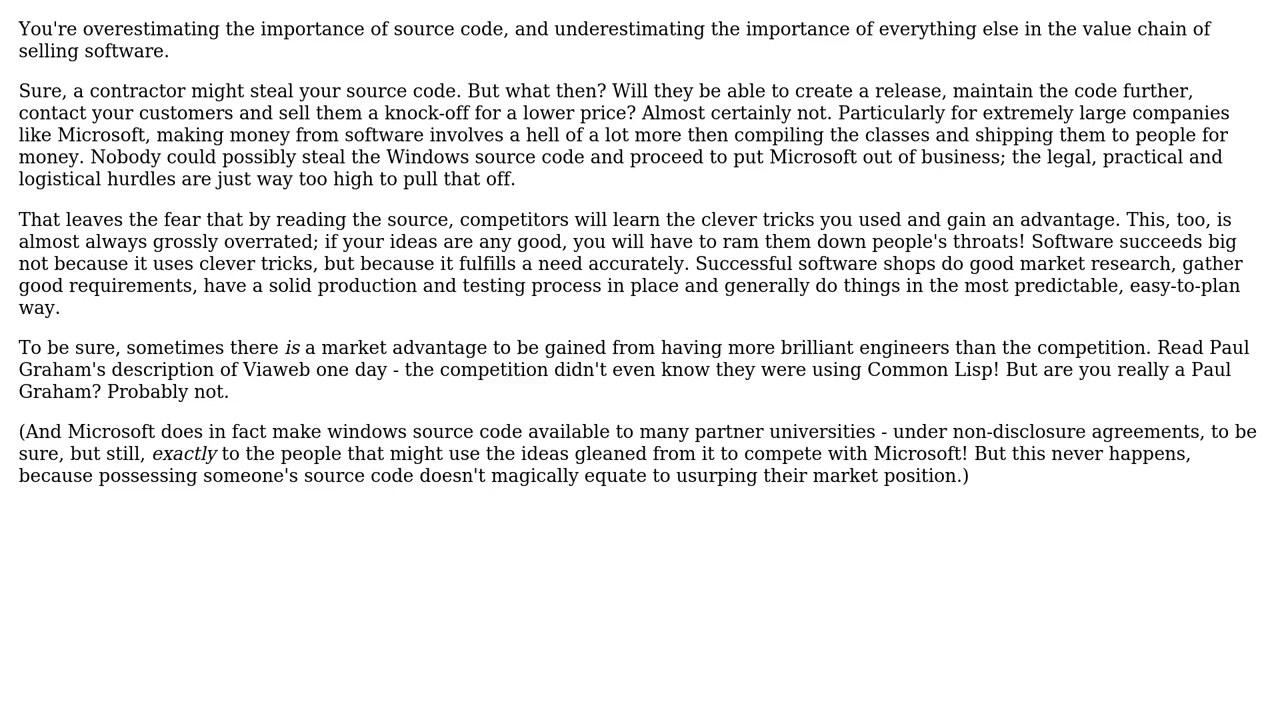 You're overestimating the importance of source code, and underestimating the importance of everything else in the value chain of
selling software.
Sure, a contractor might steal your source code. But what then? Will they be able to create a release, maintain the code further,
contact your customers and sell them a knock-off for a lower price? Almost certainly not. Particularly for extremely large companies
like Microsoft, making money from software involves a hell of a lot more then compiling the classes and shipping them to people for
money. Nobody could possibly steal the Windows source code and proceed to put Microsoft out of business; the legal, practical and
logistical hurdles are just way too high to pull that off.
That leaves the fear that by reading the source, competitors will learn the clever tricks you used and gain an advantage. This, too, is
almost always grossly overrated; if your ideas are any good, you will have to ram them down people's throats! Software succeeds big
not because it uses clever tricks, but because it fulfills a need accurately. Successful software shops do good market research, gather
good requirements, have a solid production and testing process in place and generally do things in the most predictable, easy-to-plan
way.
To be sure, sometimes there is a market advantage to be gained from having more brilliant engineers than the competition. Read Paul
Graham's description of Viaweb one day - the competition didn't even know they were using Common Lisp! But are you really a Paul
Graham? Probably not.
(And Microsoft does in fact make windows source code available to many partner universities - under non-disclosure agreements, to be
sure, but still, exactly to the people that might use the ideas gleaned from it to compete with Microsoft! But this never happens,
because possessing someone's source code doesn't magically equate to usurping their market position.)